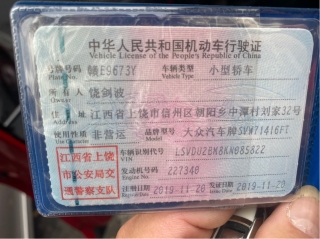 中华人民共和国机动车行驶证
Vehicle License of the People's Republic of China
号牌号码 赣E9673Y 车辆类型 小型轿车
Plate No. Vehicle Type
所有人 饶剑波
Owner
住址 江西省上饶市信州区朝阳乡中潭村刘家32号
Address
使用性质 非营运 品牌型号 大众汽车牌SVW71416FT
Use Character Model
江西省上饶
市公安局交
通警察支队
车辆识别代号 LSVDU2BR8KN085822
VIN
发动机号码 227348
Engine No.
注册日期 2019-11-20 发证日期 2019-11-20
Register Date Issue Date